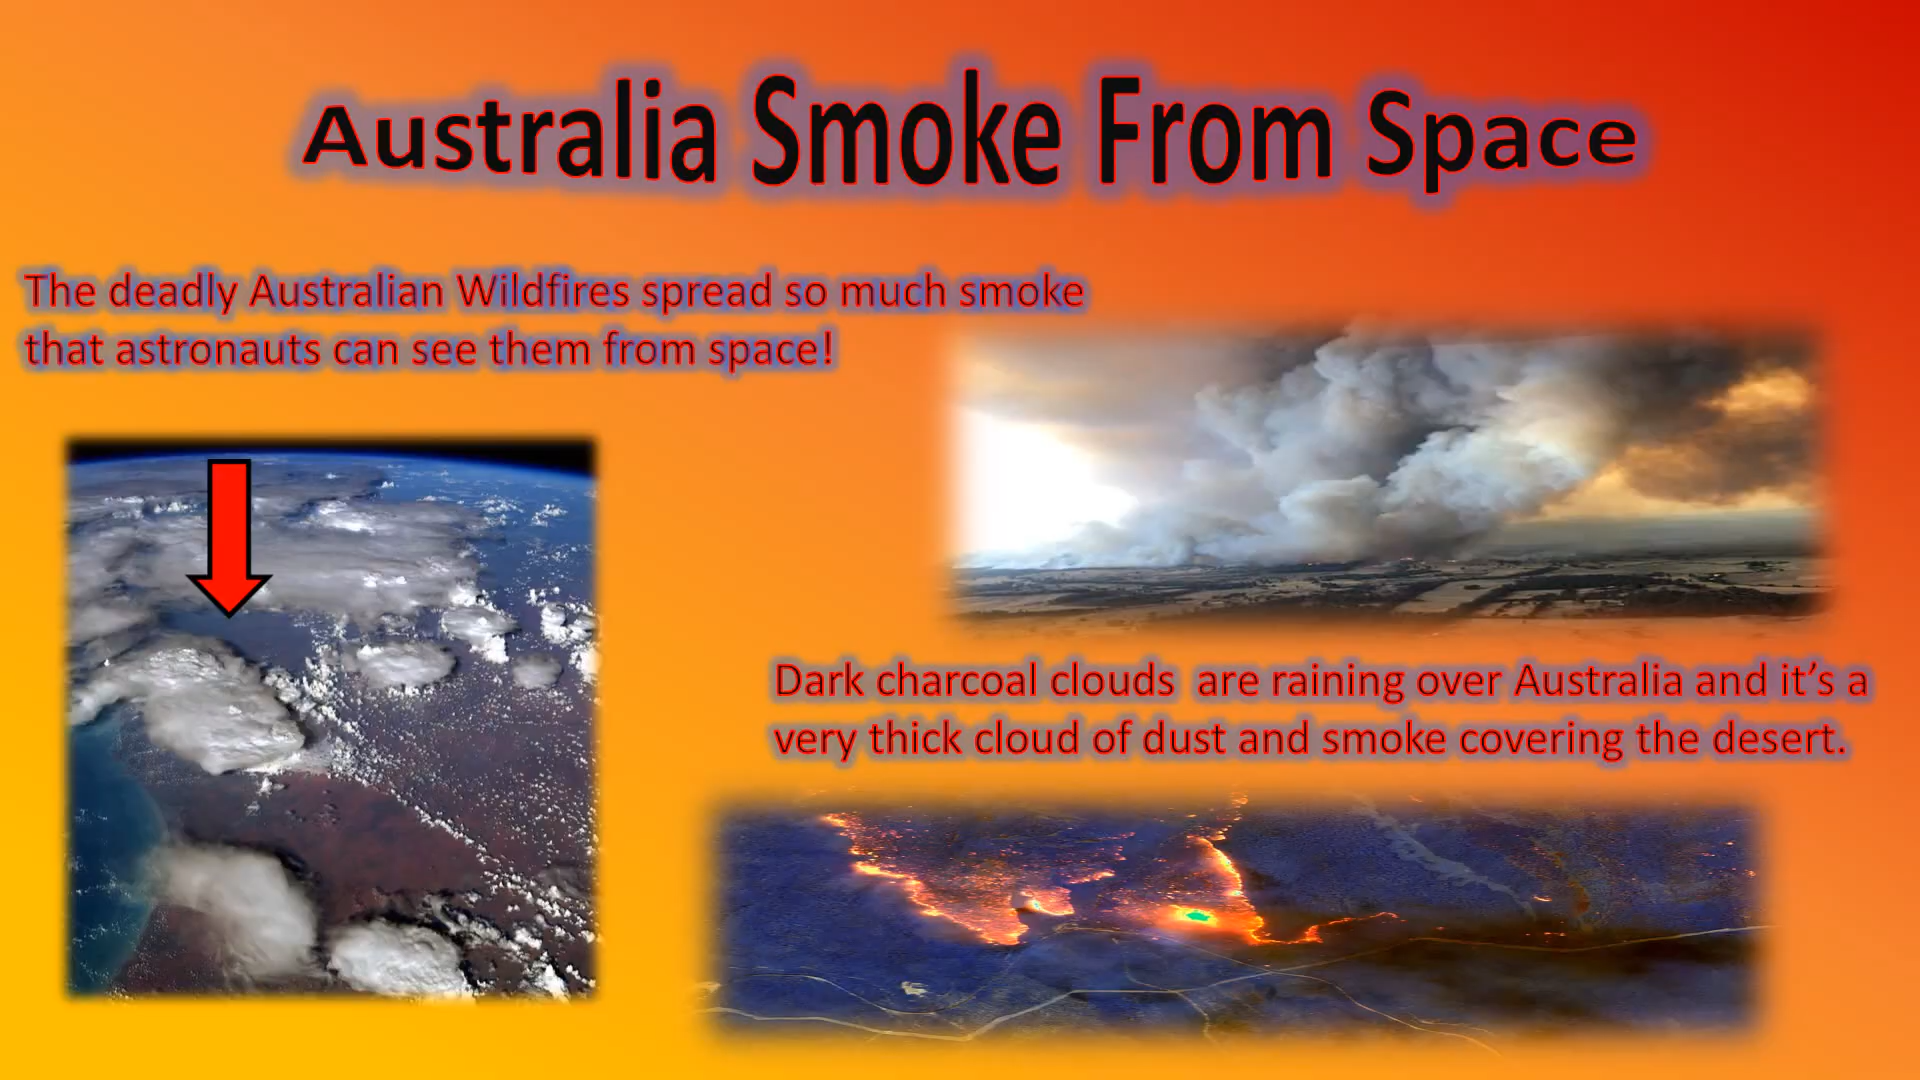 Australia Smoke From Space
The deadly Australian Wildfires spread so much smoke
that astronauts can see them from space!
Dark charcoal clouds  are raining over Australia and it’s a
very thick cloud of dust and smoke covering the desert.